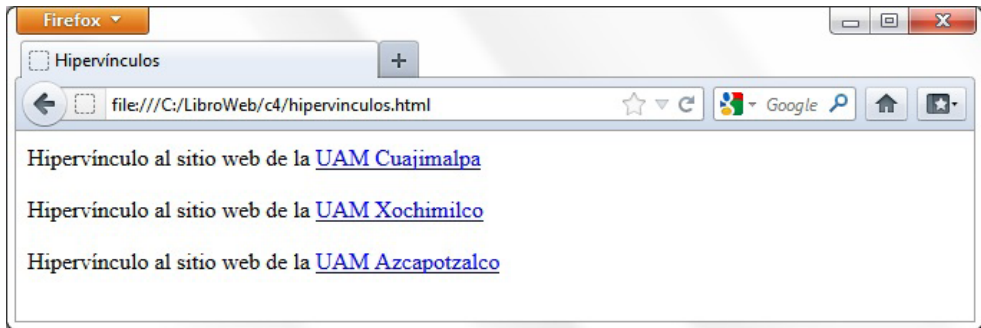 Firefox
Hipervínculos
file:///C:/LibroWeb/c4/hipervinculos.html
Google
Hipervínculo al sitio web de la UAM Cuajimalpa
Hipervínculo al sitio web de la UAM Xochimilco
Hipervínculo al sitio web de la UAM Azcapotzalco